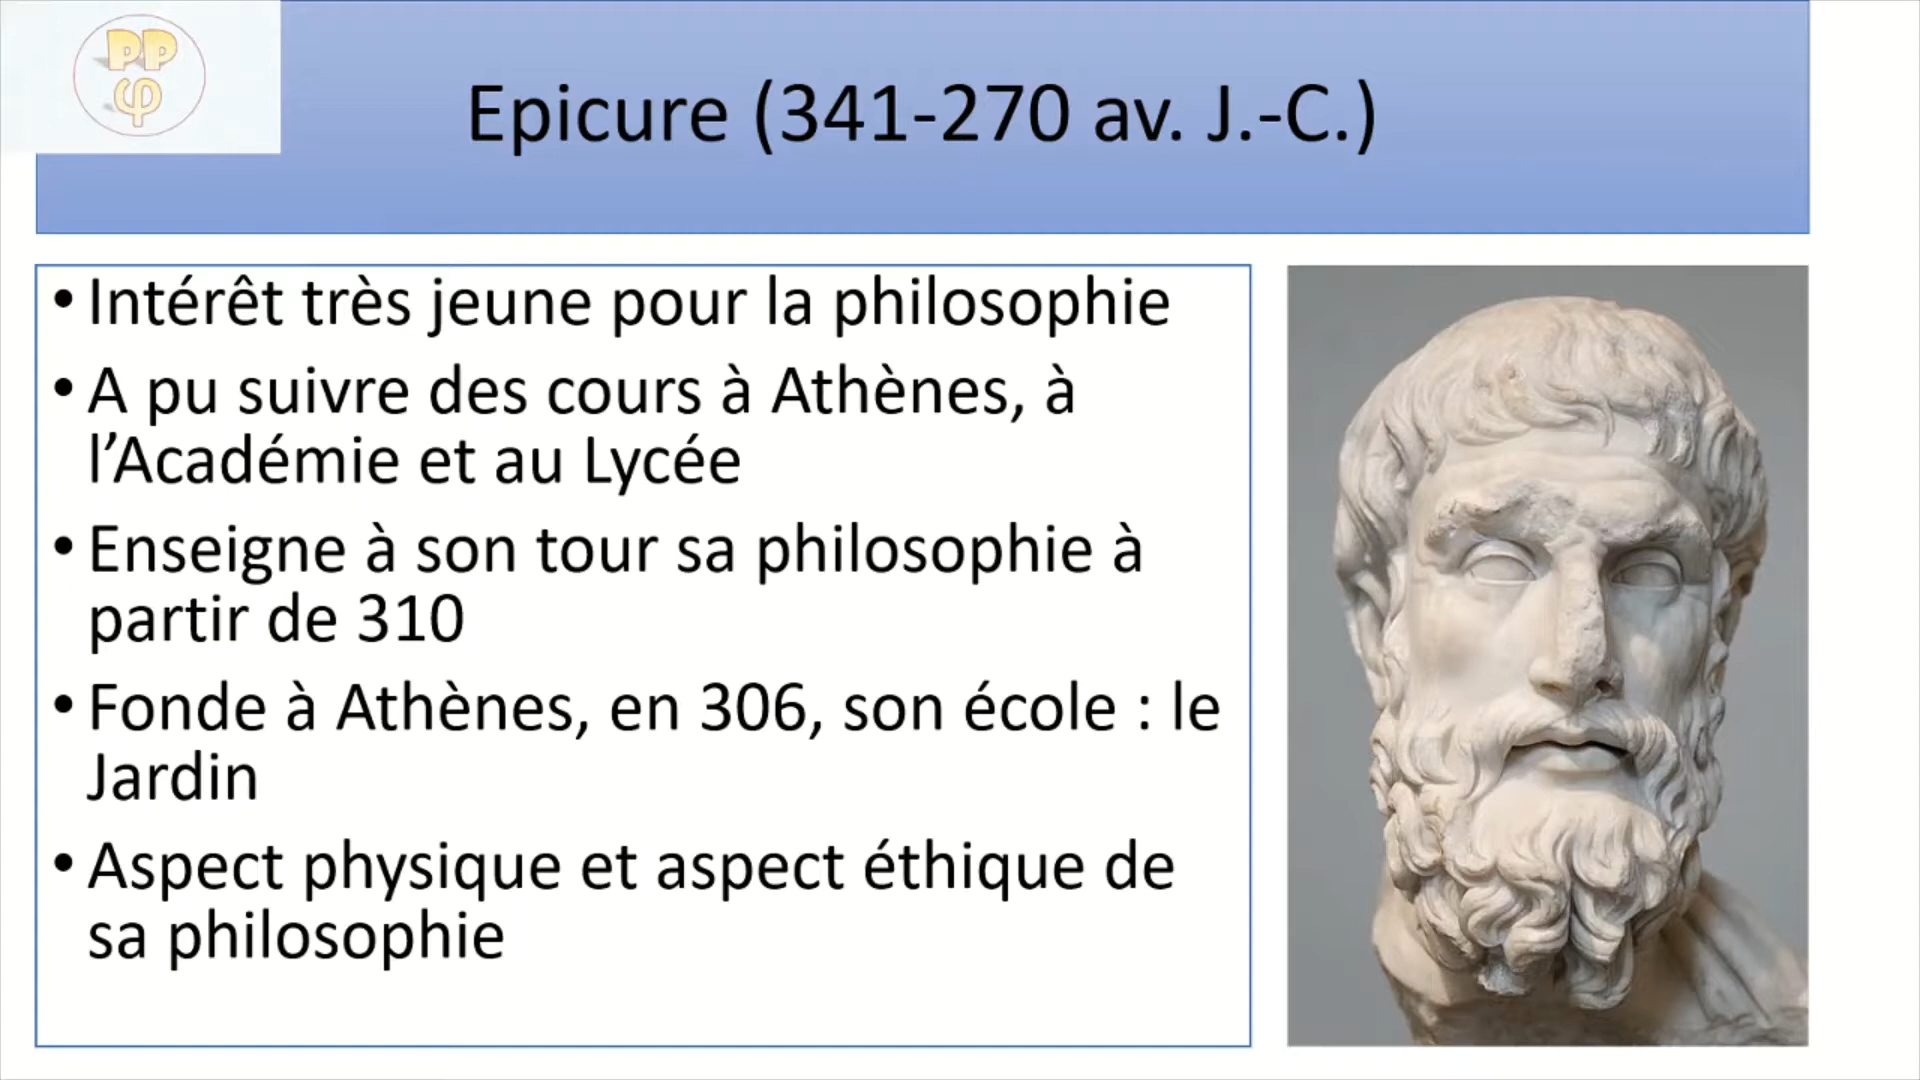 PP
φ
Epicure (341-270 av. J.-C.)
• Intérêt très jeune pour la philosophie
• A pu suivre des cours à Athènes, à
l’Académie et au Lycée
• Enseigne à son tour sa philosophie à
partir de 310
• Fonde à Athènes, en 306, son école : le
Jardin
• Aspect physique et aspect éthique de
sa philosophie